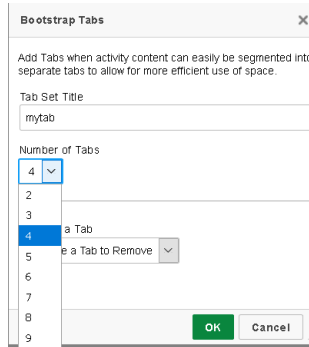 Bootstrap Tabs
Add Tabs when activity content can easily be segmented into
separate tabs to allow for more efficient use of space.
Tab Set Title
mytab
Number of Tabs
4
2
3
4
a Tab
5
e a Tab to Remove
6
7
8
9
OK
Cancel